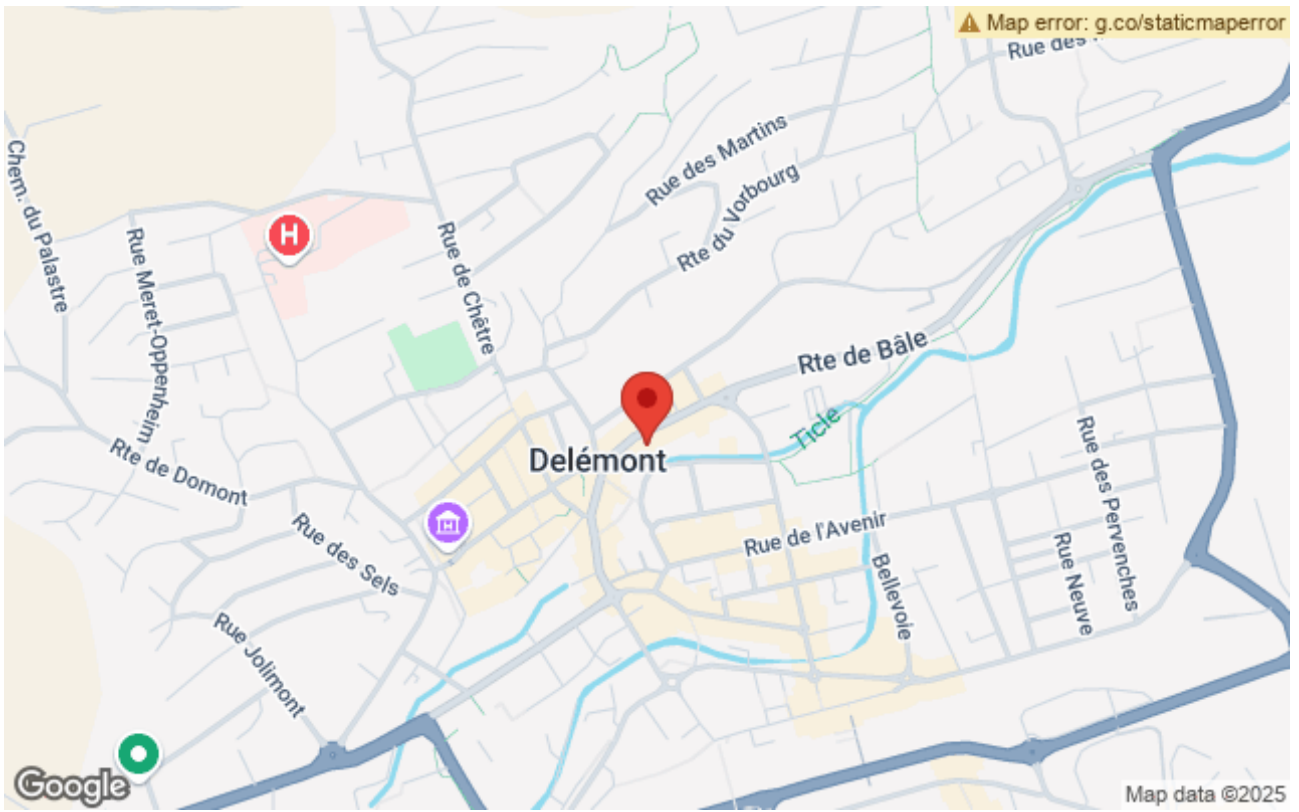 Map error: g.co/staticmaperror
Rue des
Chem. du Palastre
Rue Meret-Oppenheim
H
Rue de Chêtre
Rue des Martins
Rte du Vorbourg
Rte de Bâle
Ticle
Delémont
Rte de Domont
Rue des Sels
Rue Jolimont
Rue de l'Avenir
Bellevoie
Rue Neuve
Rue des Pervenches
Google
Map data ©2025